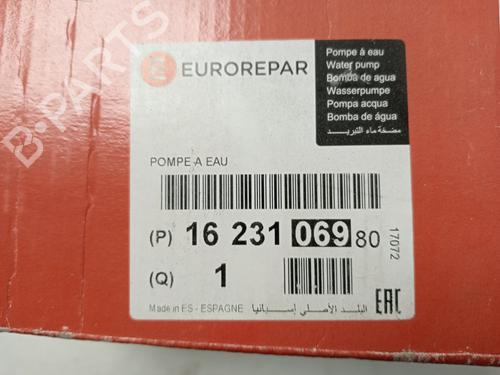 EUROREPAR
Pompe à eau
Water pump
Bomba de agua
Wasserpumpe
Pompa acqua
Bomba de água
مضخة ماء التبريد
POMPE A EAU
(P) 16 231 069 80
17072
(Q) 1
Made in ES - ESPAGNE البلد الأصلي إسبانيا
EAC
B-PARTS